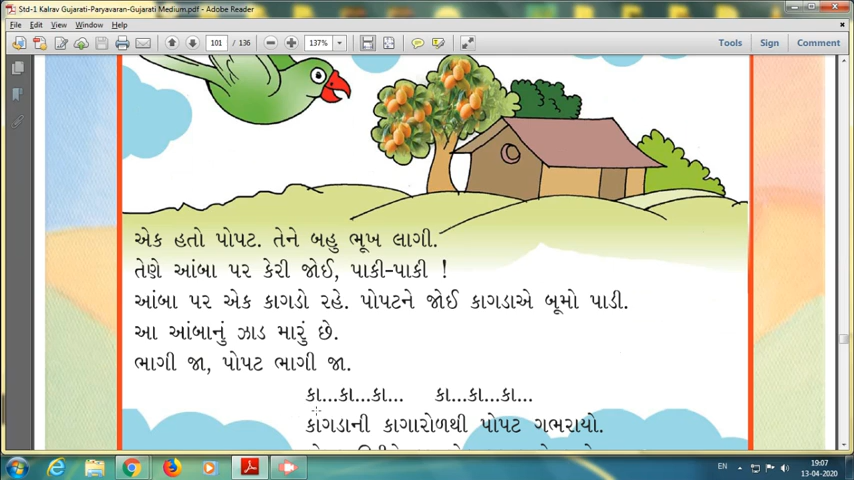 Std-1 Kalrav Gujarati-Paryavaran-Gujarati Medium.pdf - Adobe Reader
File Edit View Window Help
101 / 136 137% Tools Sign Comment
એક હતો પોપટ. તેને બહુ ભૂખ લાગી.
તેણે આંબા પર કેરી જોઈ, પાકી-પાકી !
આંબા પર એક કાગડો રહે. પોપટને જોઈ કાગડાએ બૂમો પાડી.
આ આંબાનું ઝાડ મારું છે.
ભાગી જા, પોપટ ભાગી જા.
કા...કા...કા... કા...કા...કા...
કાગડાની કાગારોળથી પોપટ ગભરાયો.
EN 19:07
13-04-2020